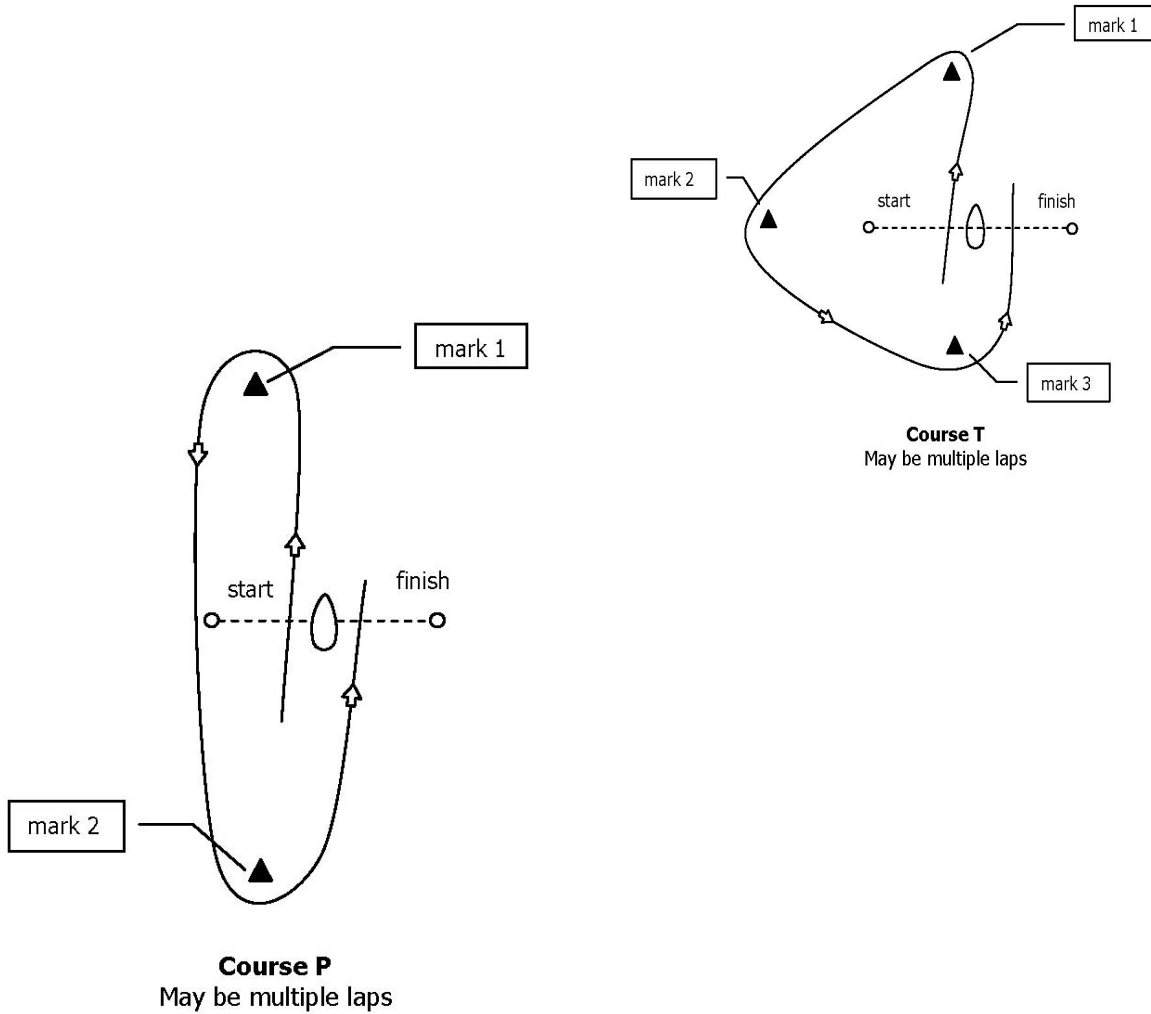 mark 1
mark 2
start
finish
mark 3
Course T
May be multiple laps
mark 1
start
finish
mark 2
Course P
May be multiple laps